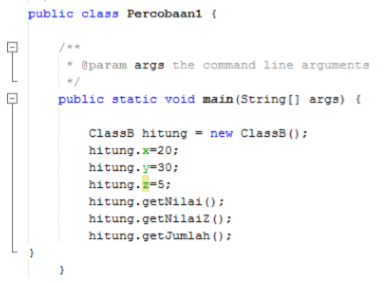 public class Percobaan1 {
/**
* @param args the command line arguments
*/
public static void main(String[] args) {
ClassB hitung = new ClassB();
hitung.x=20;
hitung.y=30;
hitung.z=5;
hitung.getNilai();
hitung.getNilaiZ();
hitung.getJumlah();
}
}